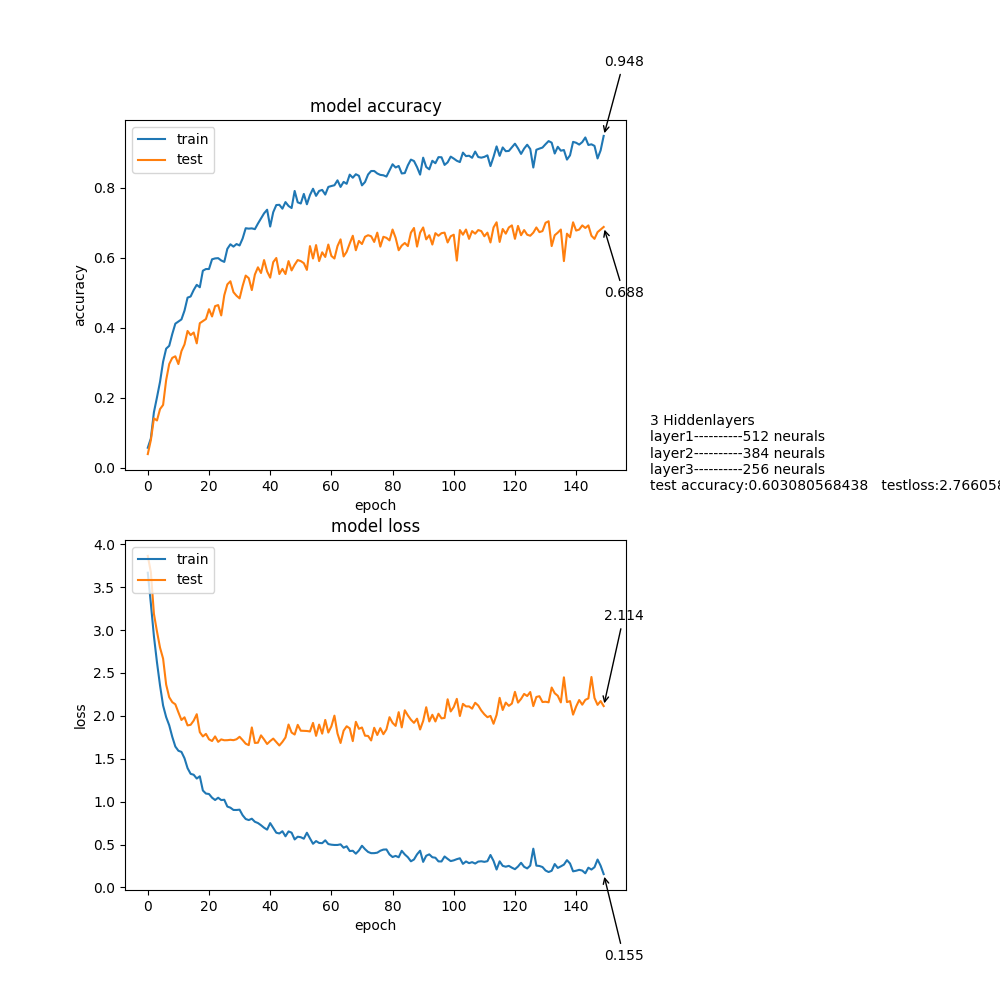 0.948
model accuracy
train
test
accuracy
0.8
0.6
0.4
0.2
0.0
0.688
0 20 40 60 80 100 120 140
epoch
3 Hiddenlayers
layer1----------512 neurals
layer2----------384 neurals
layer3----------256 neurals
test accuracy:0.603080568438 testloss:2.766058
model loss
train
test
loss
4.0
3.5
3.0
2.5
2.0
1.5
1.0
0.5
0.0
2.114
0 20 40 60 80 100 120 140
epoch
0.155